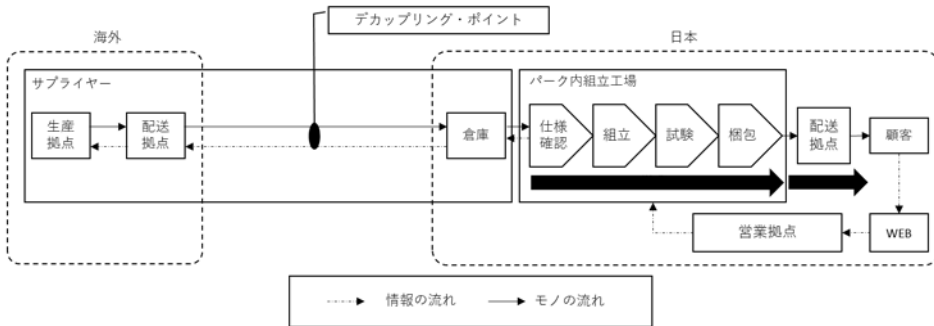 デカップリング・ポイント
海外
日本
サプライヤー
パーク内組立工場
生産
拠点
配送
拠点
倉庫
仕様
確認
組立
試験
梱包
配送
拠点
顧客
営業拠点
WEB
情報の流れ
モノの流れ